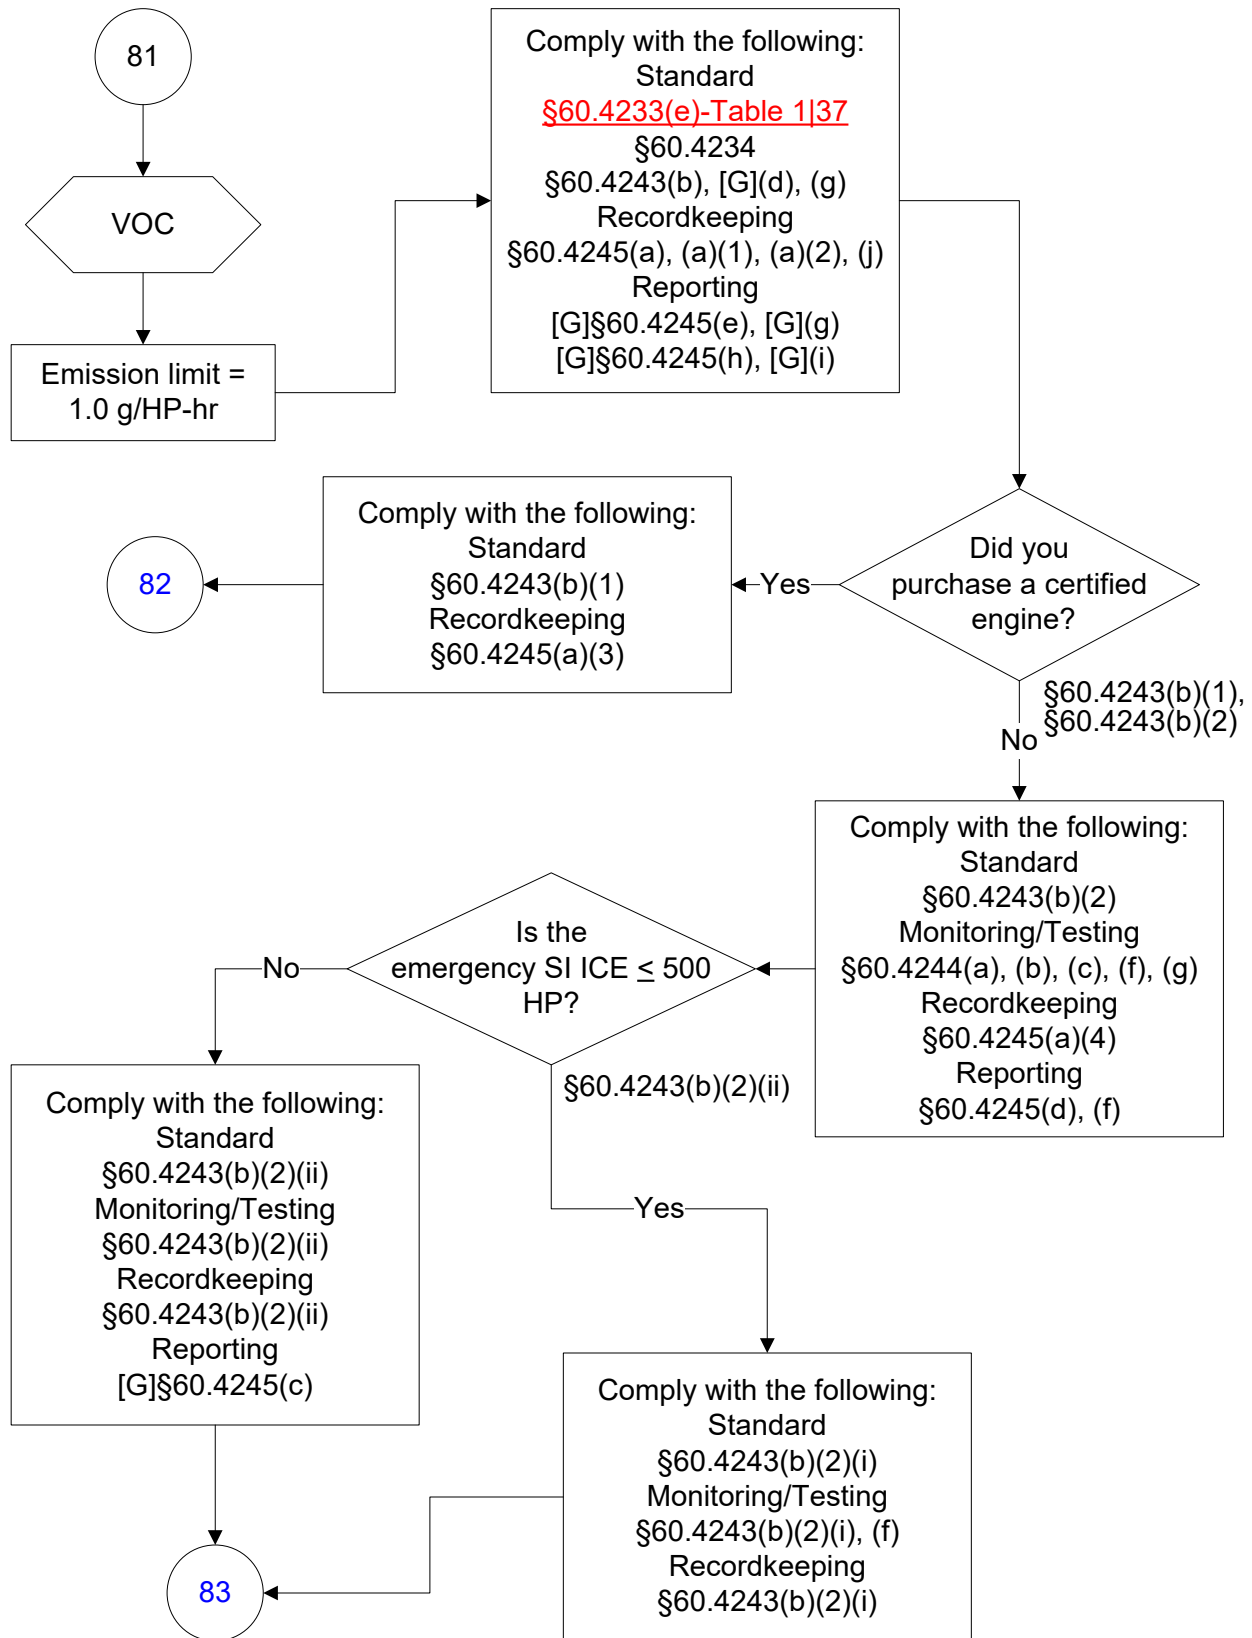 81
VOC
Emission limit =
1.0 g/HP-hr
Comply with the following:
Standard
§60.4233(e)-Table 1|37
§60.4234
§60.4243(b), [G](d), (g)
Recordkeeping
§60.4245(a), (a)(1), (a)(2), (j)
Reporting
[G]§60.4245(e), [G](g)
[G]§60.4245(h), [G](i)
Did you
purchase a certified
engine?
Yes
Comply with the following:
Standard
§60.4243(b)(1)
Recordkeeping
§60.4245(a)(3)
82
§60.4243(b)(1),
§60.4243(b)(2)
No
Comply with the following:
Standard
§60.4243(b)(2)
Monitoring/Testing
§60.4244(a), (b), (c), (f), (g)
Recordkeeping
§60.4245(a)(4)
Reporting
§60.4245(d), (f)
Is the
emergency SI ICE ≤ 500
HP?
No
§60.4243(b)(2)(ii)
Yes
Comply with the following:
Standard
§60.4243(b)(2)(ii)
Monitoring/Testing
§60.4243(b)(2)(ii)
Recordkeeping
§60.4243(b)(2)(ii)
Reporting
[G]§60.4245(c)
Comply with the following:
Standard
§60.4243(b)(2)(i)
Monitoring/Testing
§60.4243(b)(2)(i), (f)
Recordkeeping
§60.4243(b)(2)(i)
83